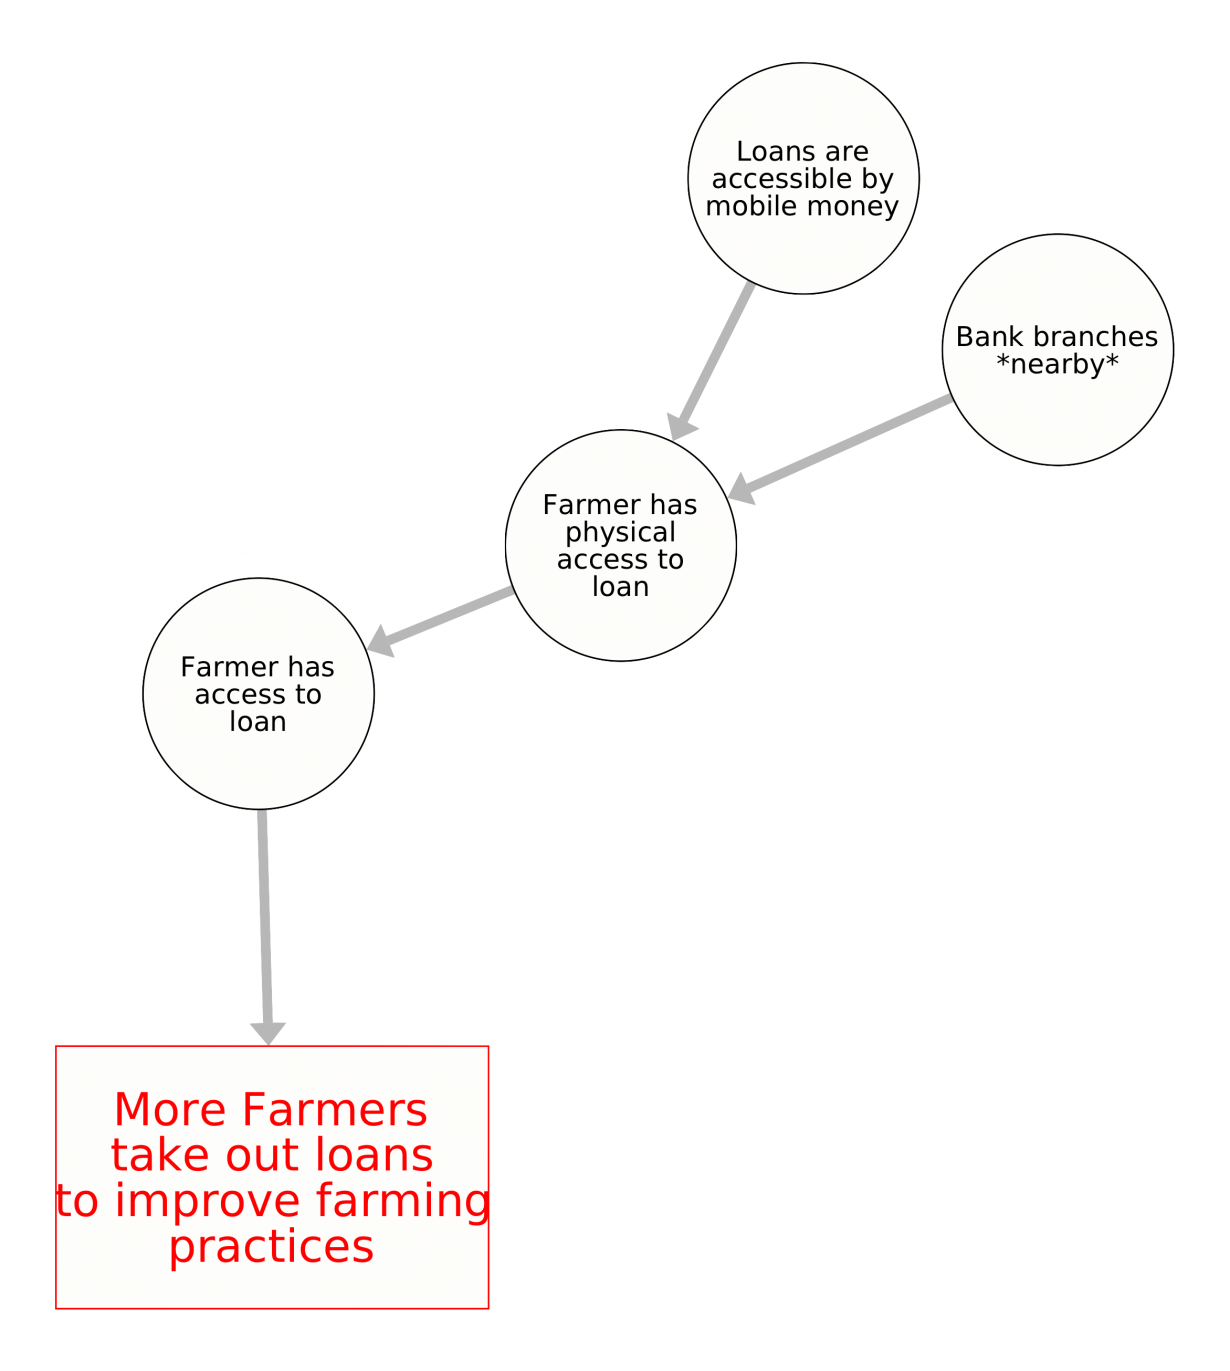 Loans are
accessible by
mobile money
Bank branches
*nearby*
Farmer has
physical
access to
loan
Farmer has
access to
loan
More Farmers
take out loans
to improve farming
practices